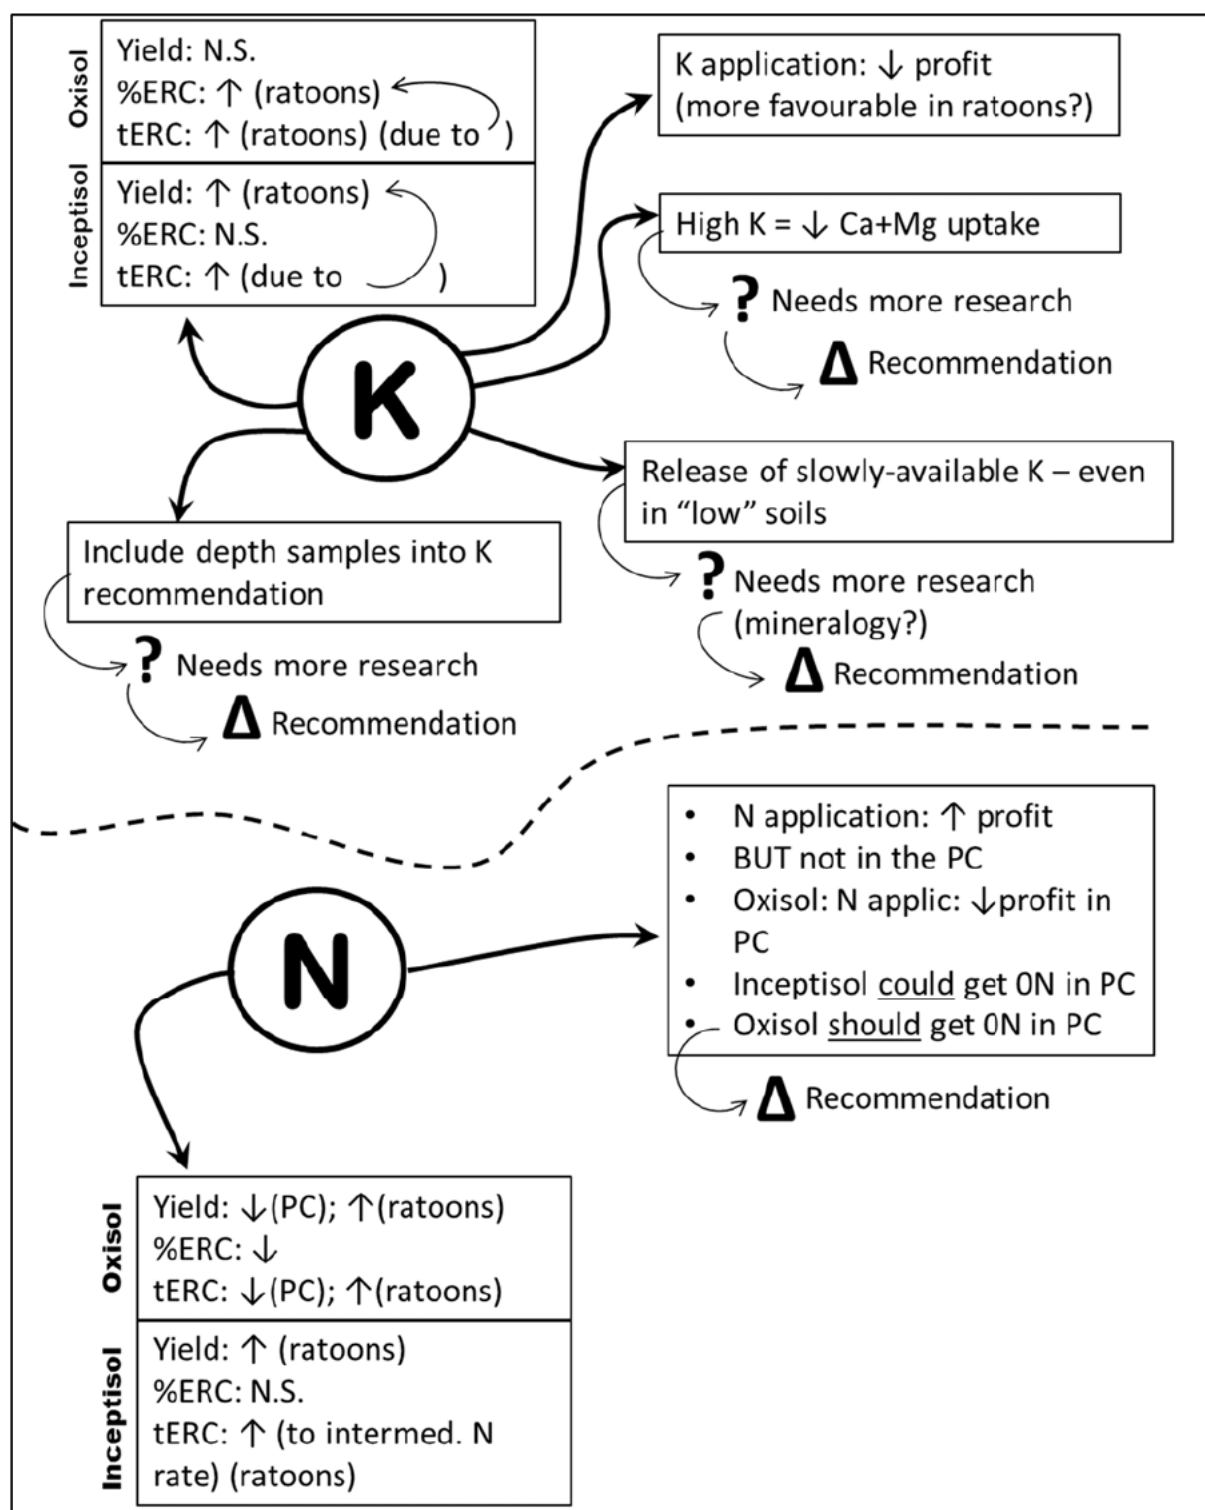 Oxisol
Yield: N.S.
%ERC: ↑ (ratoons)
tERC: ↑ (ratoons) (due to )
Inceptisol
Yield: ↑ (ratoons)
%ERC: N.S.
tERC: ↑ (due to )
K application: ↓ profit
(more favourable in ratoons?)
High K = ↓ Ca+Mg uptake
? Needs more research
Δ Recommendation
K
Release of slowly-available K – even
in “low” soils
? Needs more research
(mineralogy?)
Δ Recommendation
Include depth samples into K
recommendation
? Needs more research
Δ Recommendation
N
• N application: ↑ profit
• BUT not in the PC
• Oxisol: N applic: ↓profit in
PC
• Inceptisol could get 0N in PC
• Oxisol should get 0N in PC
Δ Recommendation
Oxisol
Yield: ↓(PC); ↑(ratoons)
%ERC: ↓
tERC: ↓(PC); ↑(ratoons)
Inceptisol
Yield: ↑ (ratoons)
%ERC: N.S.
tERC: ↑ (to intermed. N
rate) (ratoons)